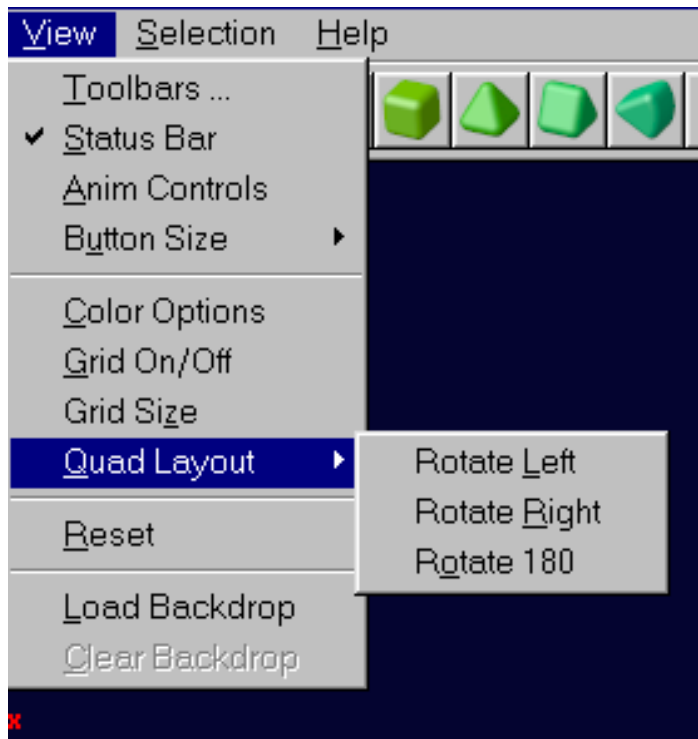 View Selection Help
Toolbars ...
Status Bar
Anim Controls
Button Size
Color Options
Grid On/Off
Grid Size
Quad Layout
Rotate Left
Rotate Right
Rotate 180
Reset
Load Backdrop
Clear Backdrop
x